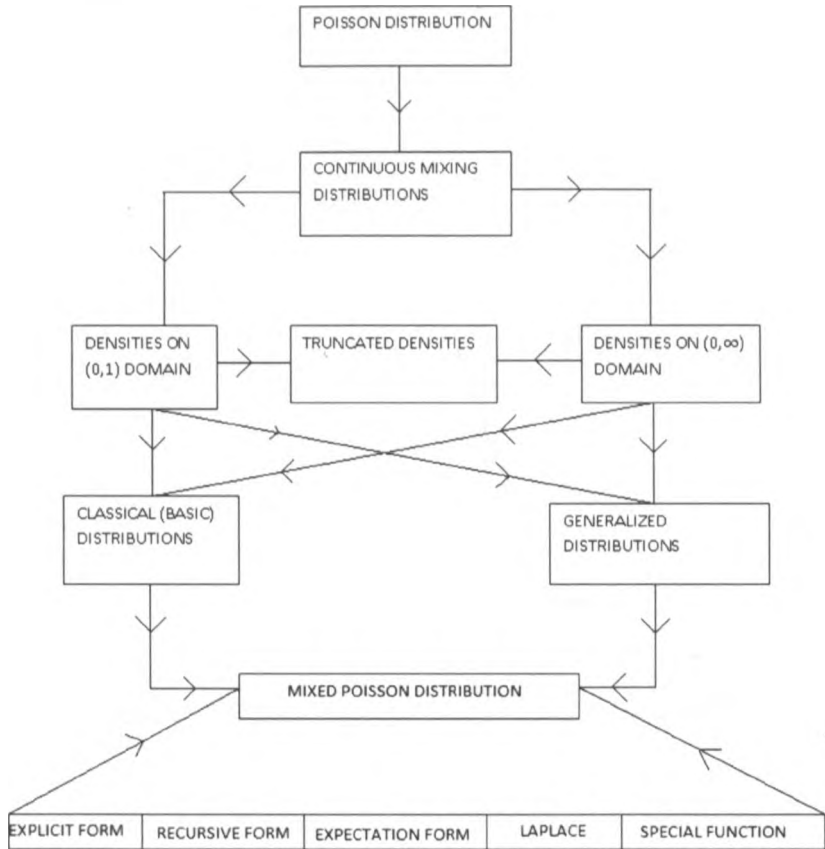 POISSON DISTRIBUTION
CONTINUOUS MIXING
DISTRIBUTIONS
DENSITIES ON
(0,1) DOMAIN
TRUNCATED DENSITIES
DENSITIES ON (0,∞)
DOMAIN
CLASSICAL (BASIC)
DISTRIBUTIONS
GENERALIZED
DISTRIBUTIONS
MIXED POISSON DISTRIBUTION
EXPLICIT FORM
RECURSIVE FORM
EXPECTATION FORM
LAPLACE
SPECIAL FUNCTION